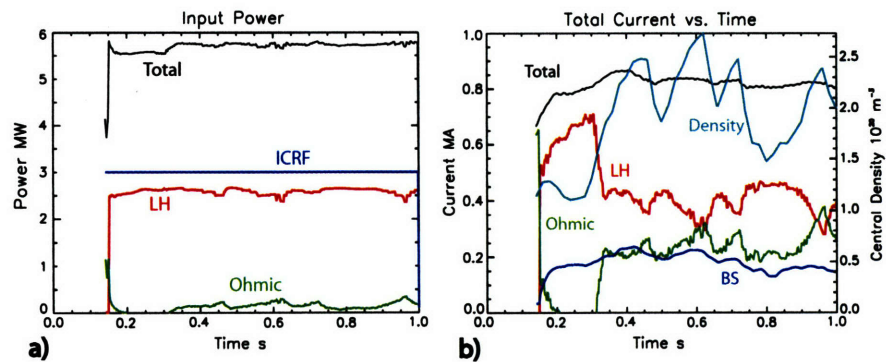 Input Power
6
5
4
3
2
1
0
Power MW
Total
ICRF
LH
Ohmic
0.0 0.2 0.4 0.6 0.8 1.0
Time s
a)
Total Current vs. Time
1.0
0.8
0.6
0.4
0.2
0.0
Current MA
Total
Density
LH
Ohmic
BS
2.5
2.0
1.5
1.0
0.5
0.0
Central Density 10²⁰ m⁻³
0.0 0.2 0.4 0.6 0.8 1.0
Time s
b)